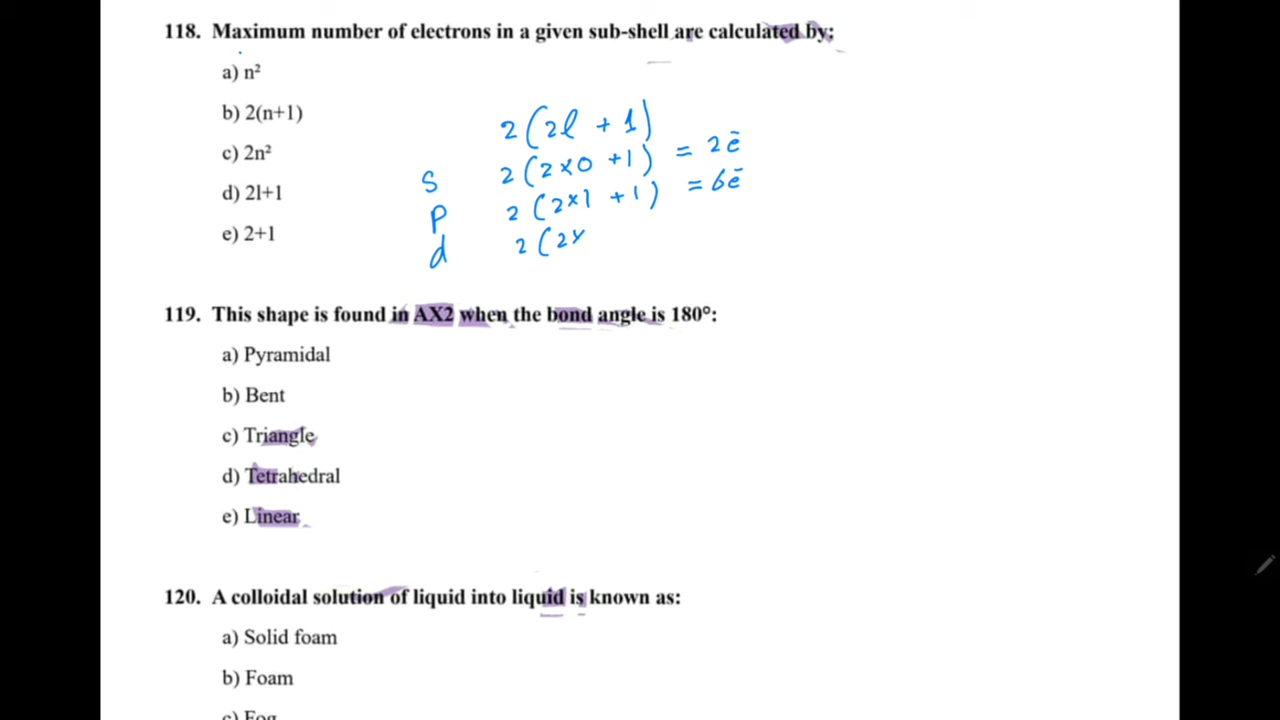 118. Maximum number of electrons in a given sub-shell are calculated by:
a) n²
b) 2(n+1)
c) 2n²
d) 2l+1
e) 2+1
2(2l + 1)
s 2(2×0 +1) = 2ē
p 2(2×1 +1) = 6ē
d 2(2×
119. This shape is found in AX2 when the bond angle is 180°:
a) Pyramidal
b) Bent
c) Triangle
d) Tetrahedral
e) Linear
120. A colloidal solution of liquid into liquid is known as:
a) Solid foam
b) Foam
c) Fog